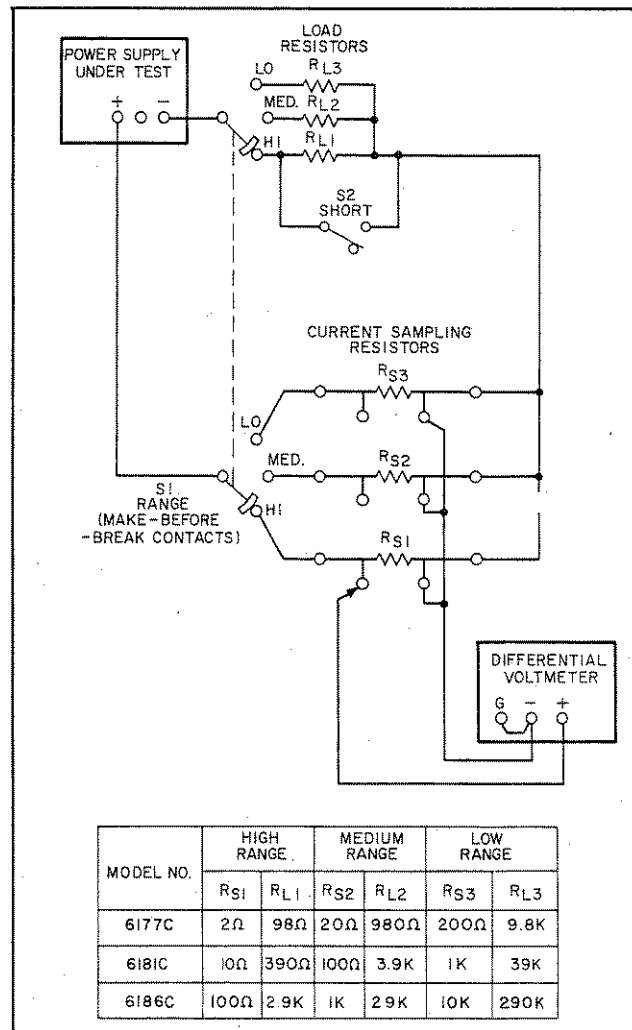 POWER SUPPLY
UNDER TEST
+ -
LOAD
RESISTORS
LO
RL3
MED.
RL2
HI
RL1
S2
SHORT
CURRENT SAMPLING
RESISTORS
RS3
LO
MED.
RS2
S1
RANGE
(MAKE-BEFORE
-BREAK CONTACTS)
HI
RS1
DIFFERENTIAL
VOLTMETER
G - +
MODEL NO. HIGH RANGE MEDIUM RANGE LOW RANGE
RS1 RL1 RS2 RL2 RS3 RL3
6177C 2Ω 98Ω 20Ω 980Ω 200Ω 9.8K
6181C 10Ω 390Ω 100Ω 3.9K 1K 39K
6186C 100Ω 2.9K 1K 29K 10K 290K